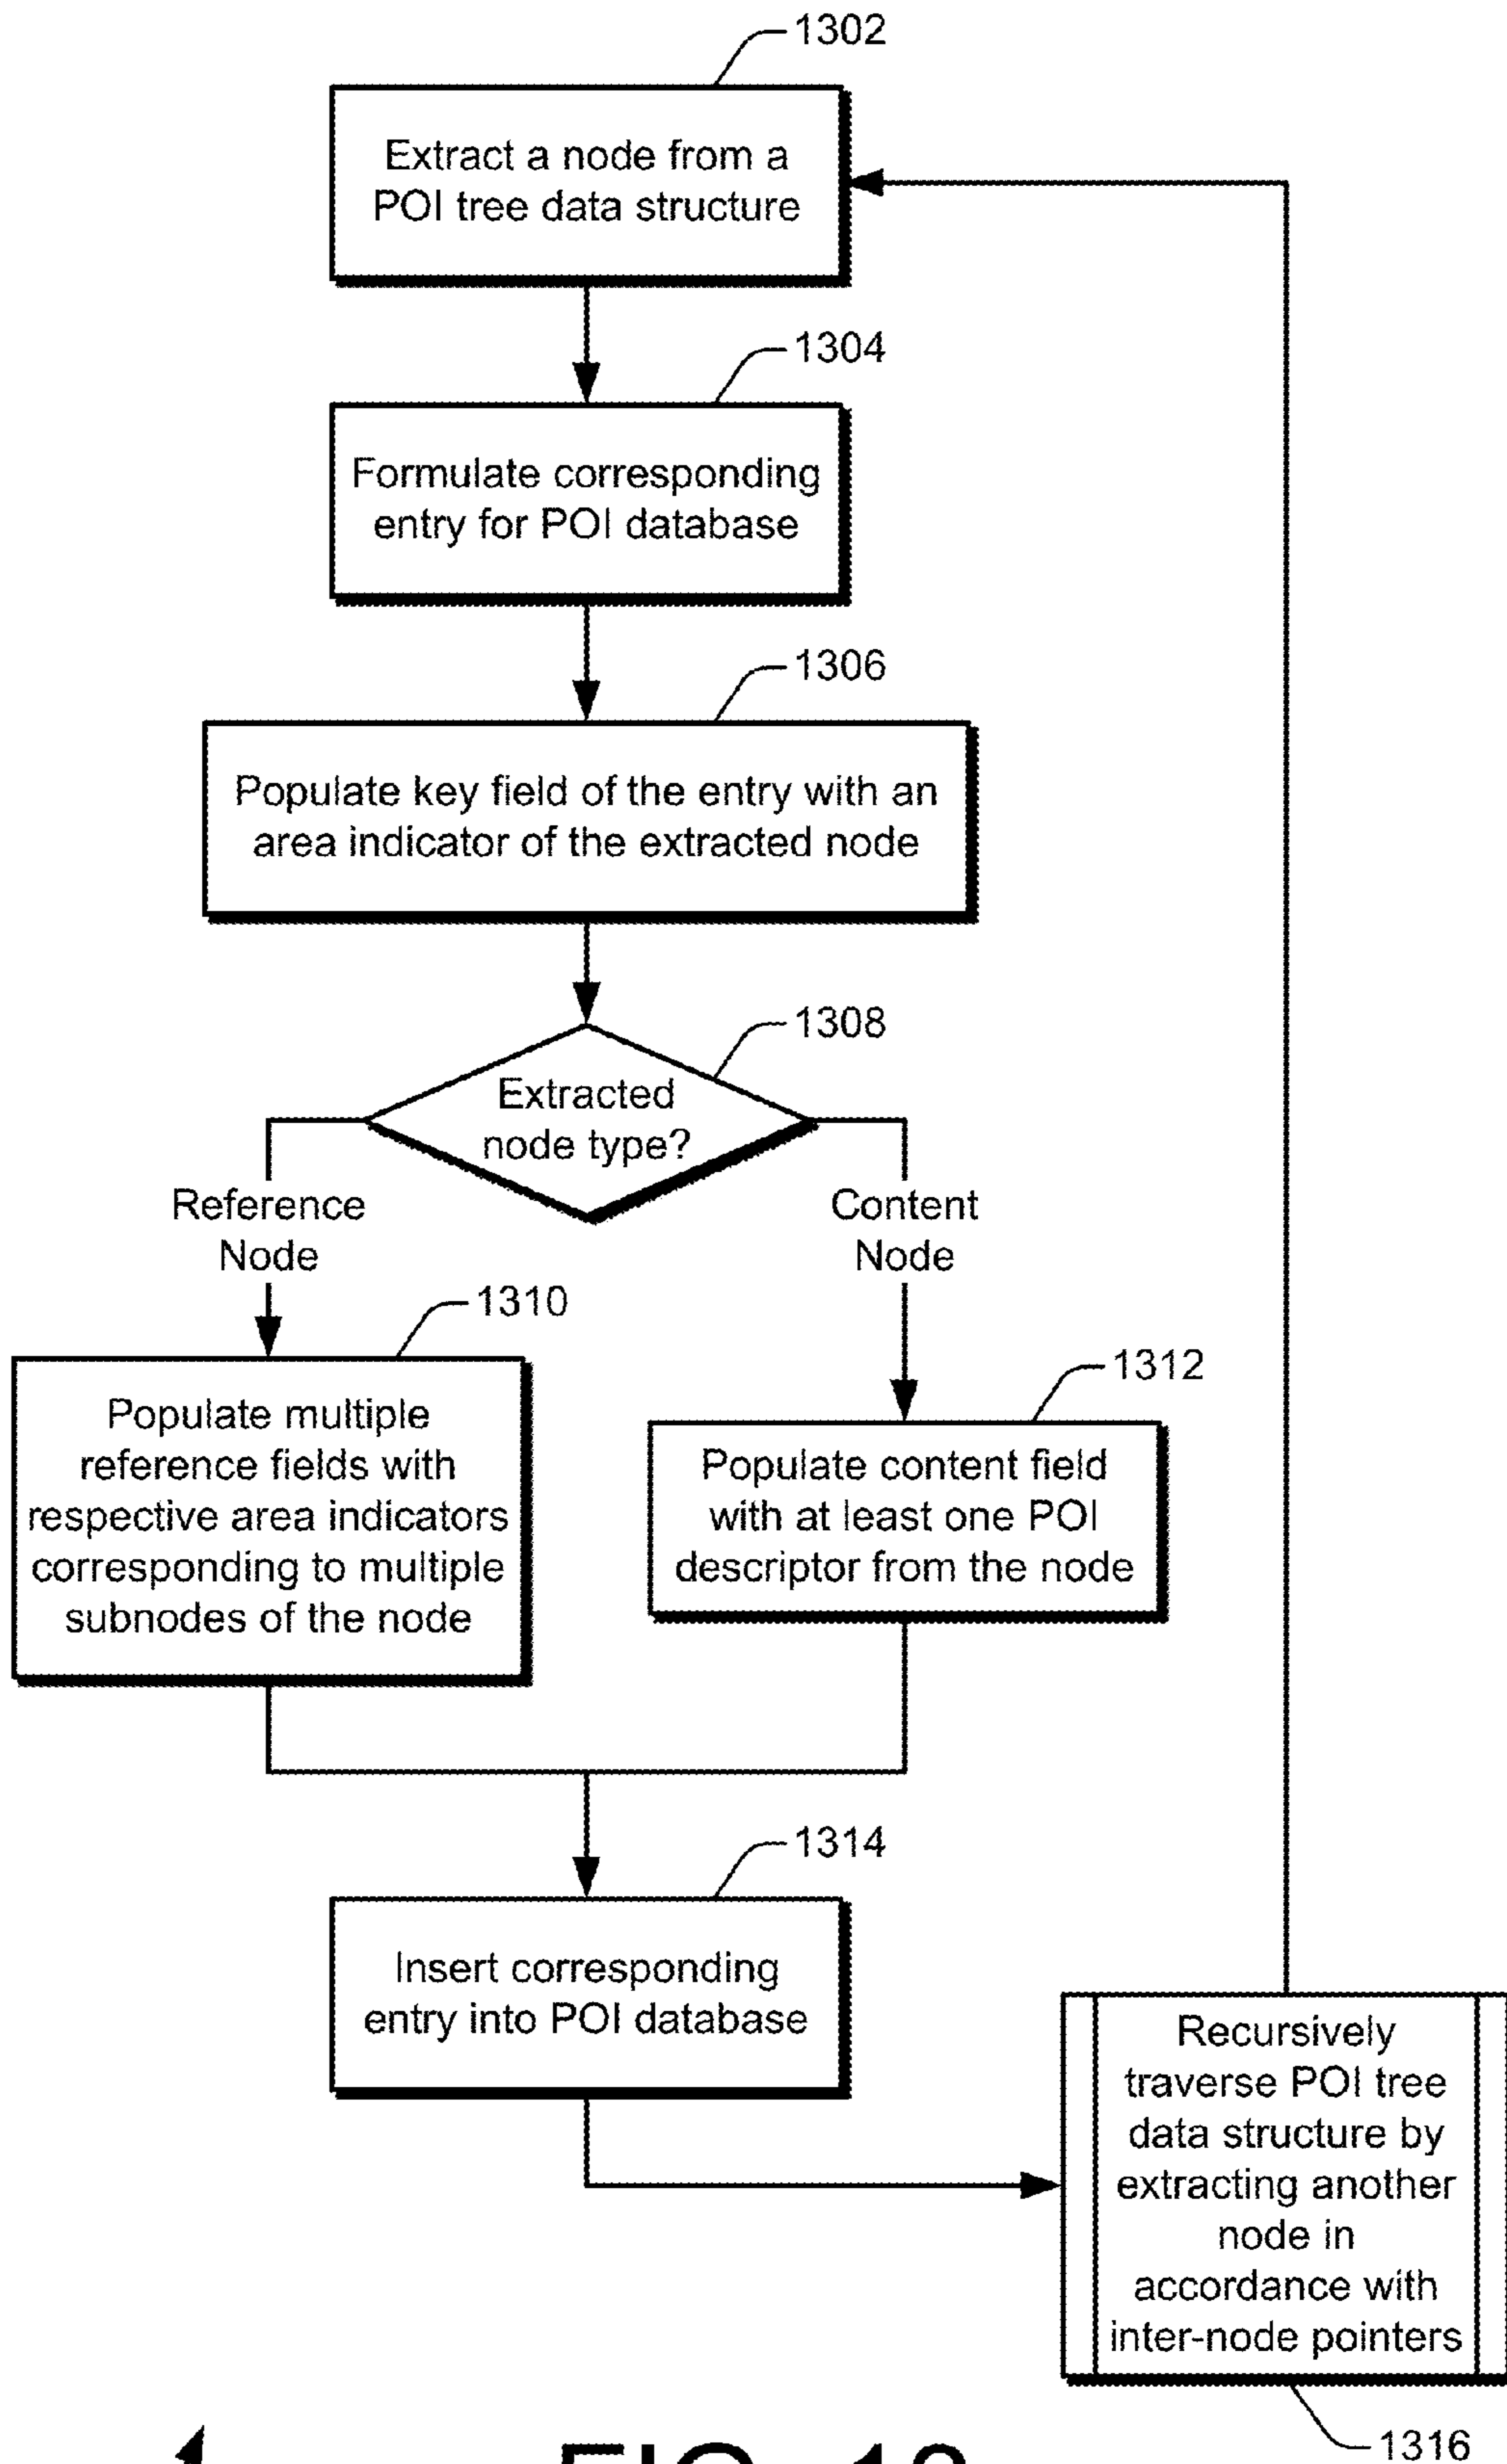 1302
Extract a node from a
POI tree data structure
1304
Formulate corresponding
entry for POI database
1306
Populate key field of the entry with an
area indicator of the extracted node
1308
Extracted
node type?
Reference
Node
Content
Node
1310
Populate multiple
reference fields with
respective area indicators
corresponding to multiple
subnodes of the node
1312
Populate content field
with at least one POI
descriptor from the node
1314
Insert corresponding
entry into POI database
Recursively
traverse POI tree
data structure by
extracting another
node in
accordance with
inter-node pointers
1316
FIG. 13